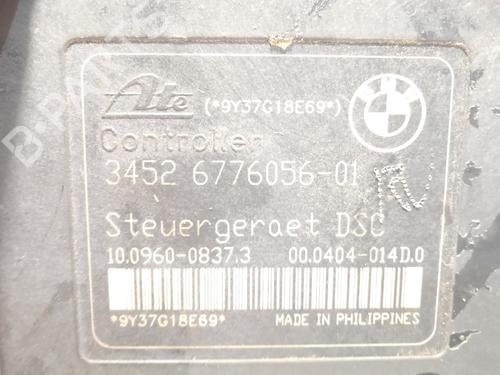 B-PARTS
Ate (*9Y37G18E69*)
Controller
3452 6776056-01
Steuergeraet DSC
10.0960-0837.3 00.0404-014D.0
*9Y37G18E69* MADE IN PHILIPPINES